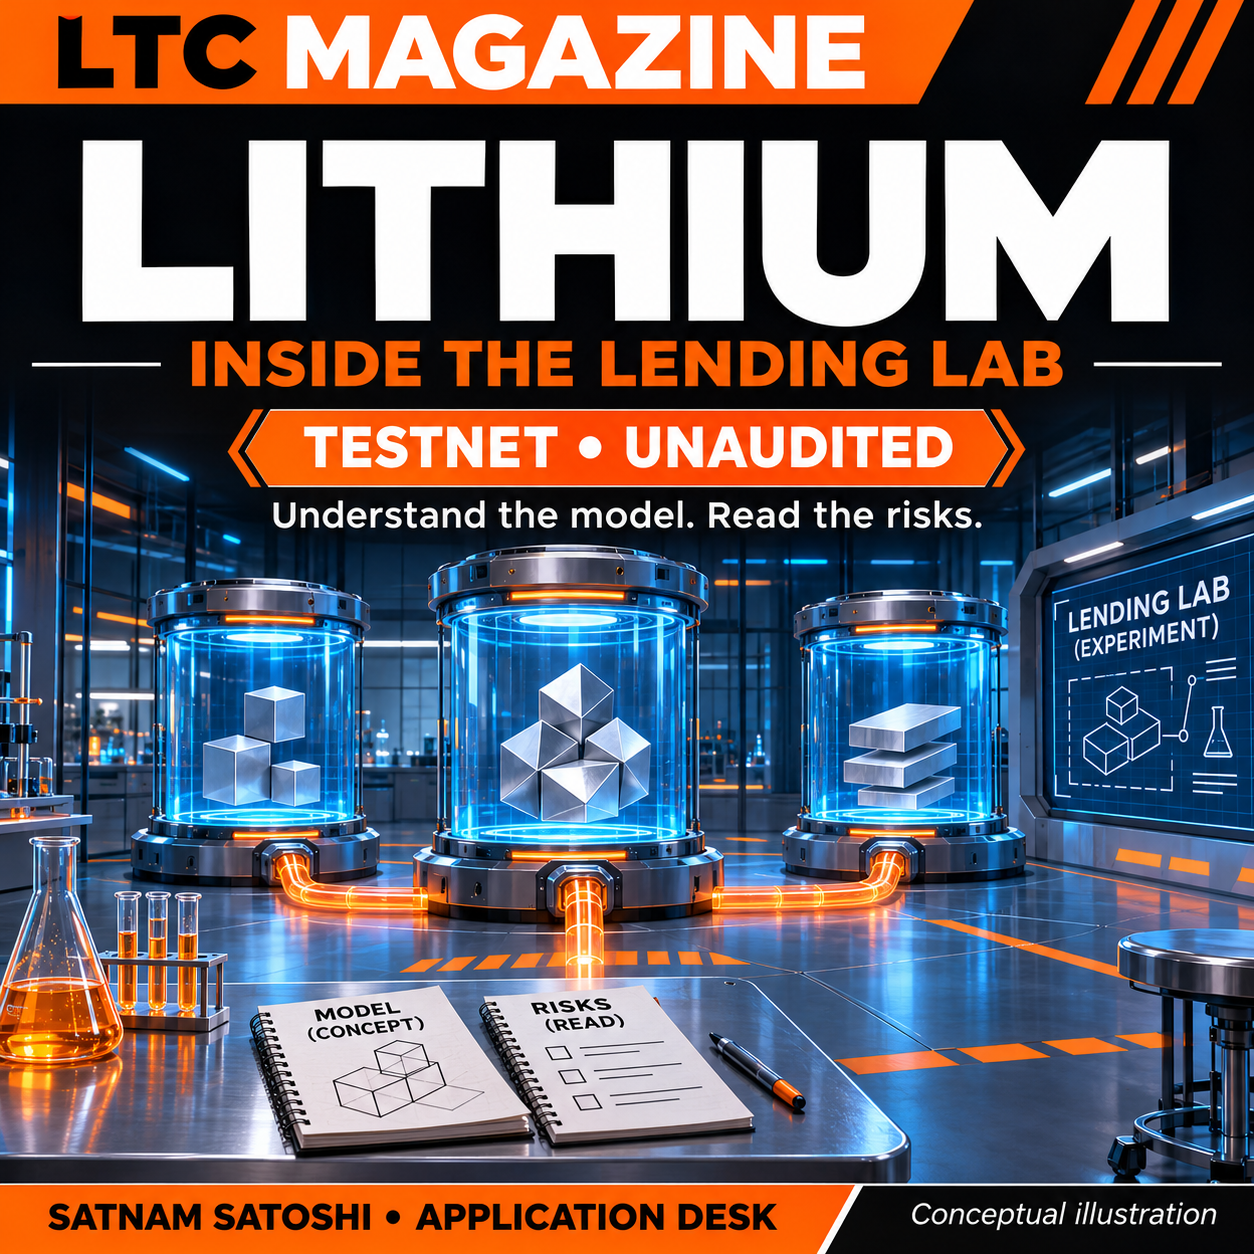 LTC MAGAZINE
LITHIUM
INSIDE THE LENDING LAB
TESTNET • UNAUDITED
Understand the model. Read the risks.
LENDING LAB
(EXPERIMENT)
MODEL
(CONCEPT)
RISKS
(READ)
SATNAM SATOSHI • APPLICATION DESK
Conceptual illustration